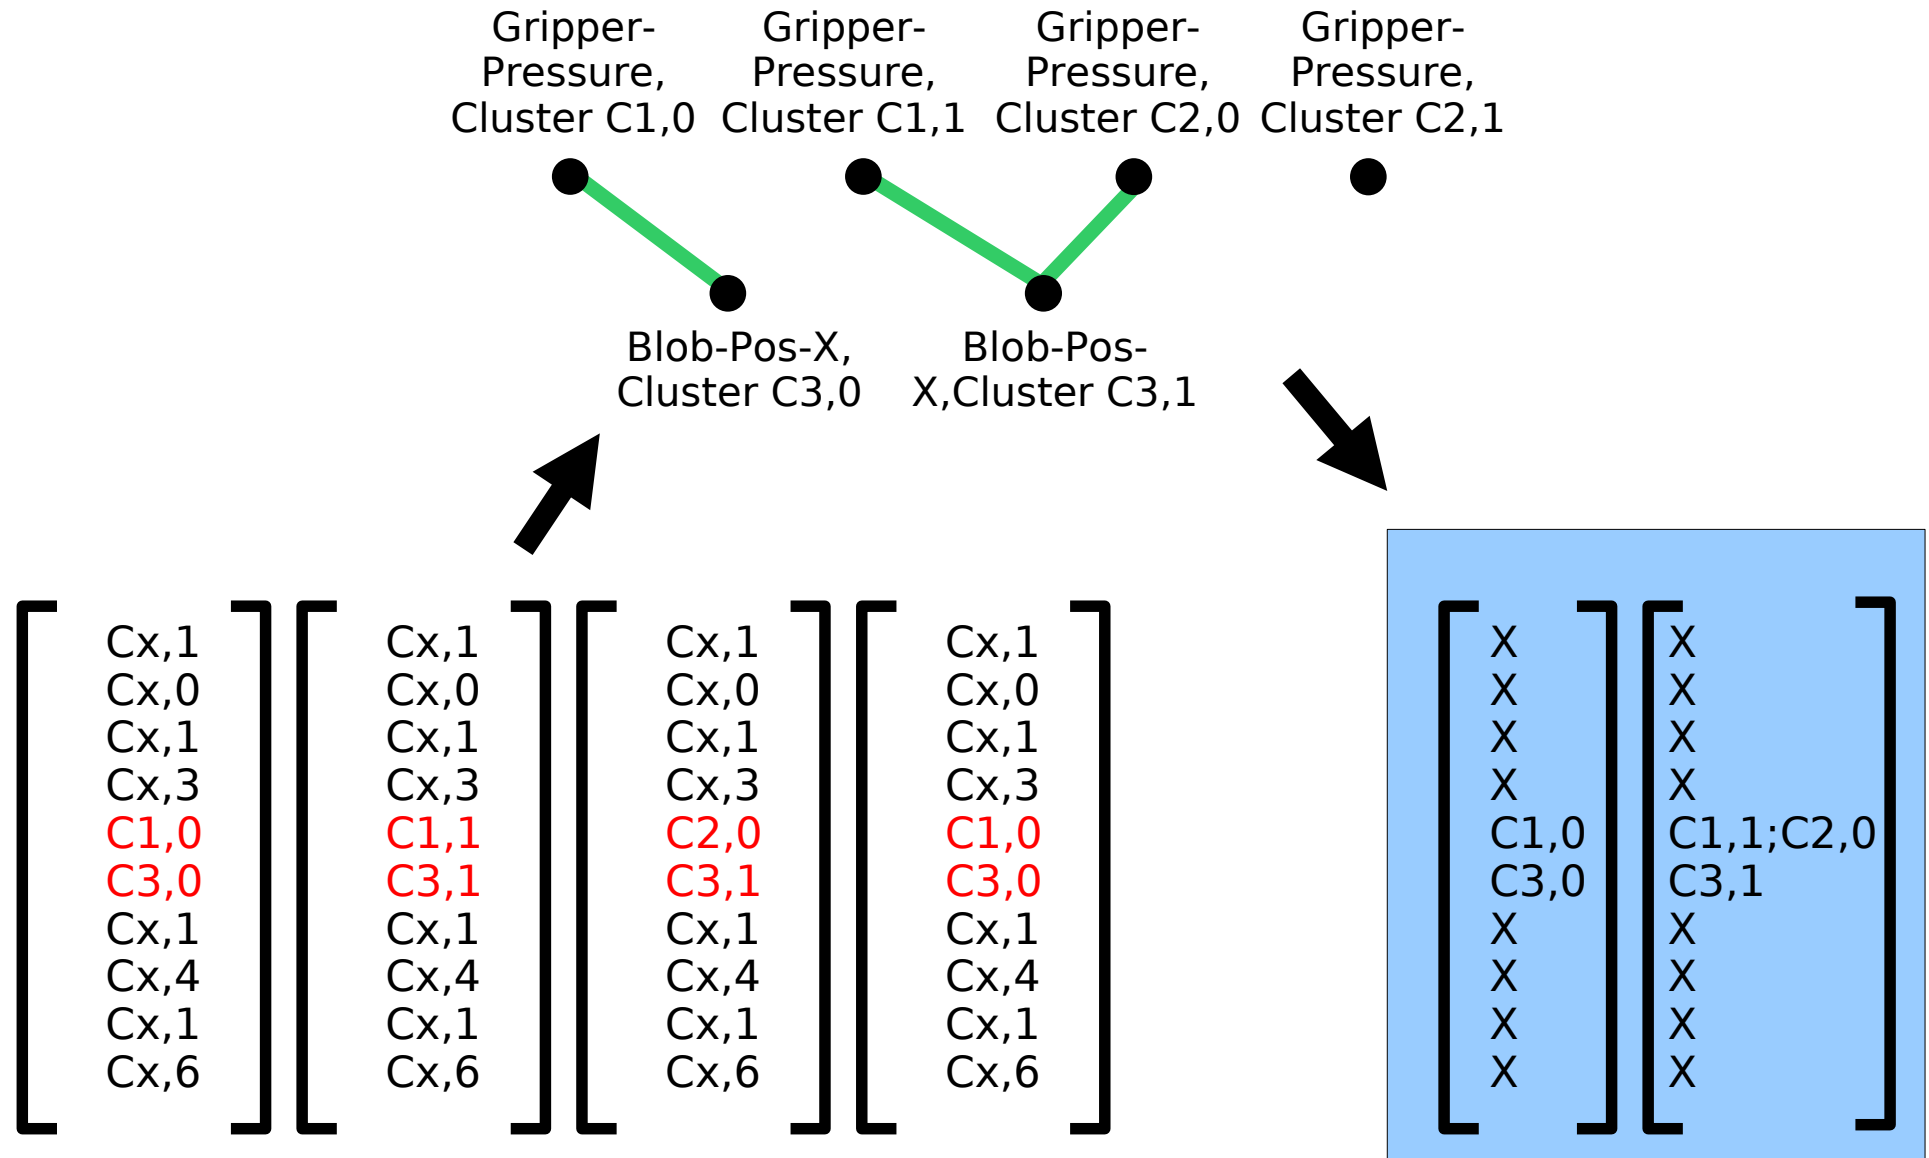 Gripper-
Pressure,
Cluster C1,0
Gripper-
Pressure,
Cluster C1,1
Gripper-
Pressure,
Cluster C2,0
Gripper-
Pressure,
Cluster C2,1
Blob-Pos-X,
Cluster C3,0
Blob-Pos-
X,Cluster C3,1
Cx,1
Cx,0
Cx,1
Cx,3
C1,0
C3,0
Cx,1
Cx,4
Cx,1
Cx,6
Cx,1
Cx,0
Cx,1
Cx,3
C1,1
C3,1
Cx,1
Cx,4
Cx,1
Cx,6
Cx,1
Cx,0
Cx,1
Cx,3
C2,0
C3,1
Cx,1
Cx,4
Cx,1
Cx,6
Cx,1
Cx,0
Cx,1
Cx,3
C1,0
C3,0
Cx,1
Cx,4
Cx,1
Cx,6
X
X
X
X
C1,0
C3,0
X
X
X
X
X
X
X
X
C1,1;C2,0
C3,1
X
X
X
X